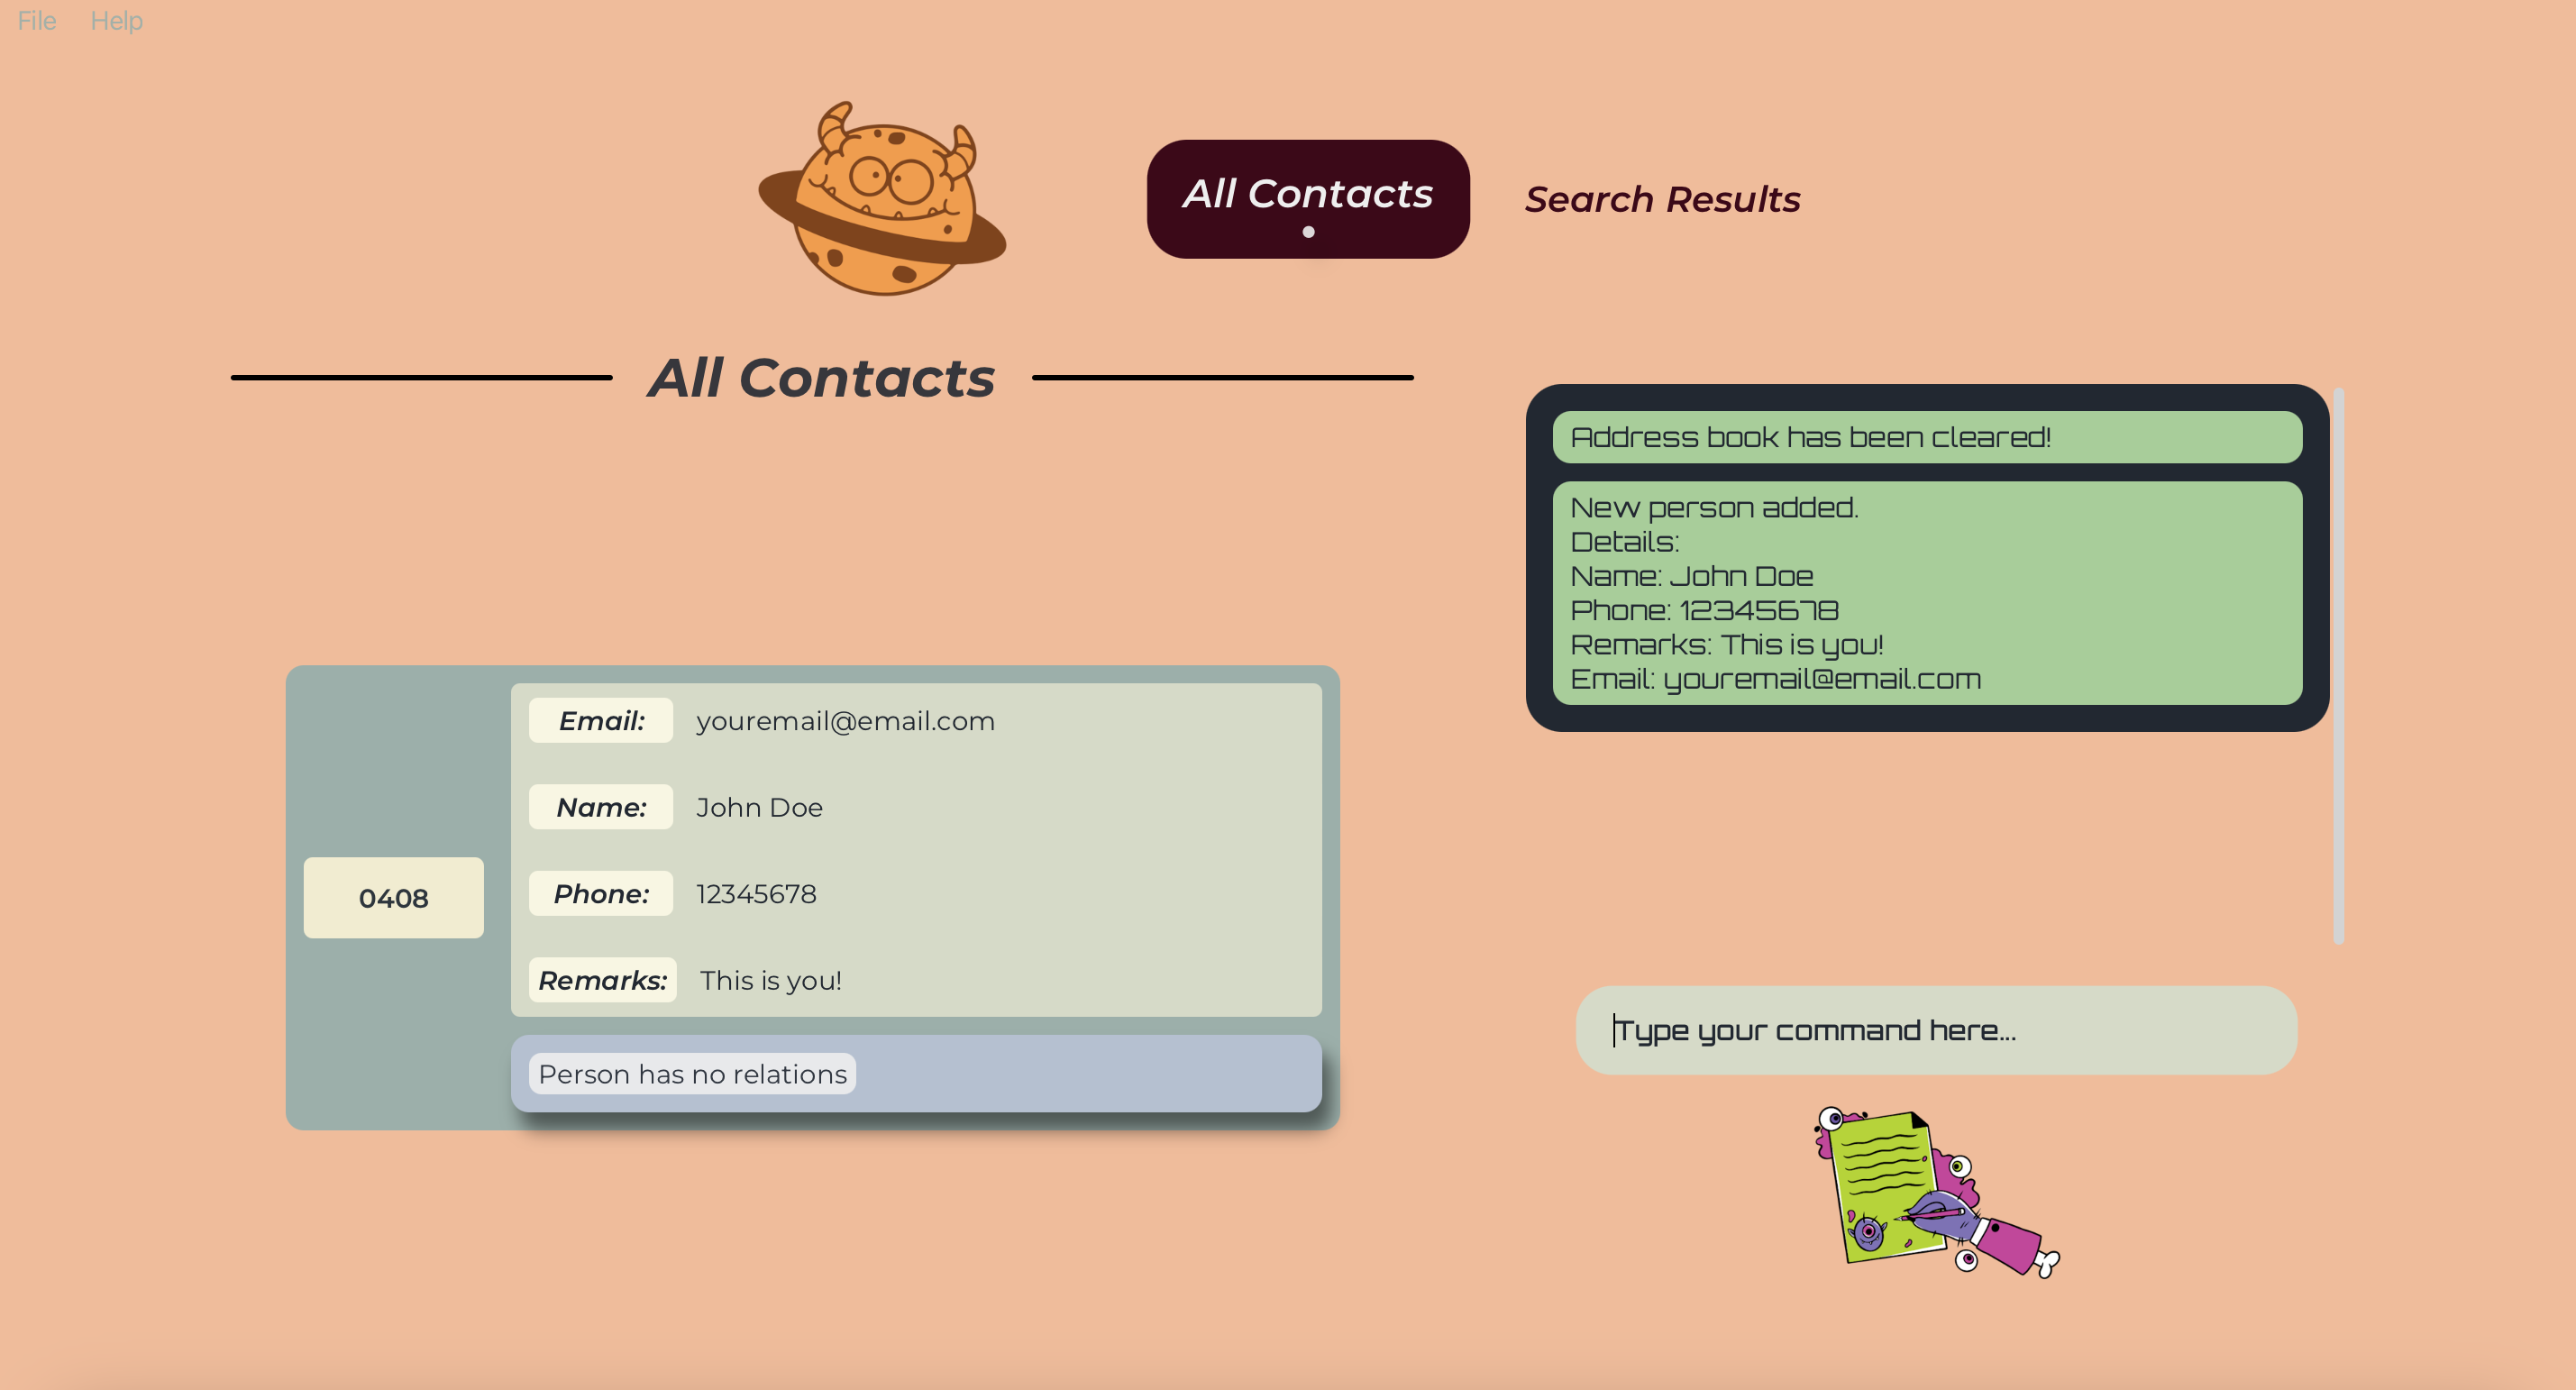 File Help
All Contacts
Search Results
All Contacts
Email: youremail@email.com
Name: John Doe
0408
Phone: 12345678
Remarks: This is you!
Person has no relations
Address book has been cleared!
New person added.
Details:
Name: John Doe
Phone: 12345678
Remarks: This is you!
Email: youremail@email.com
Type your command here...